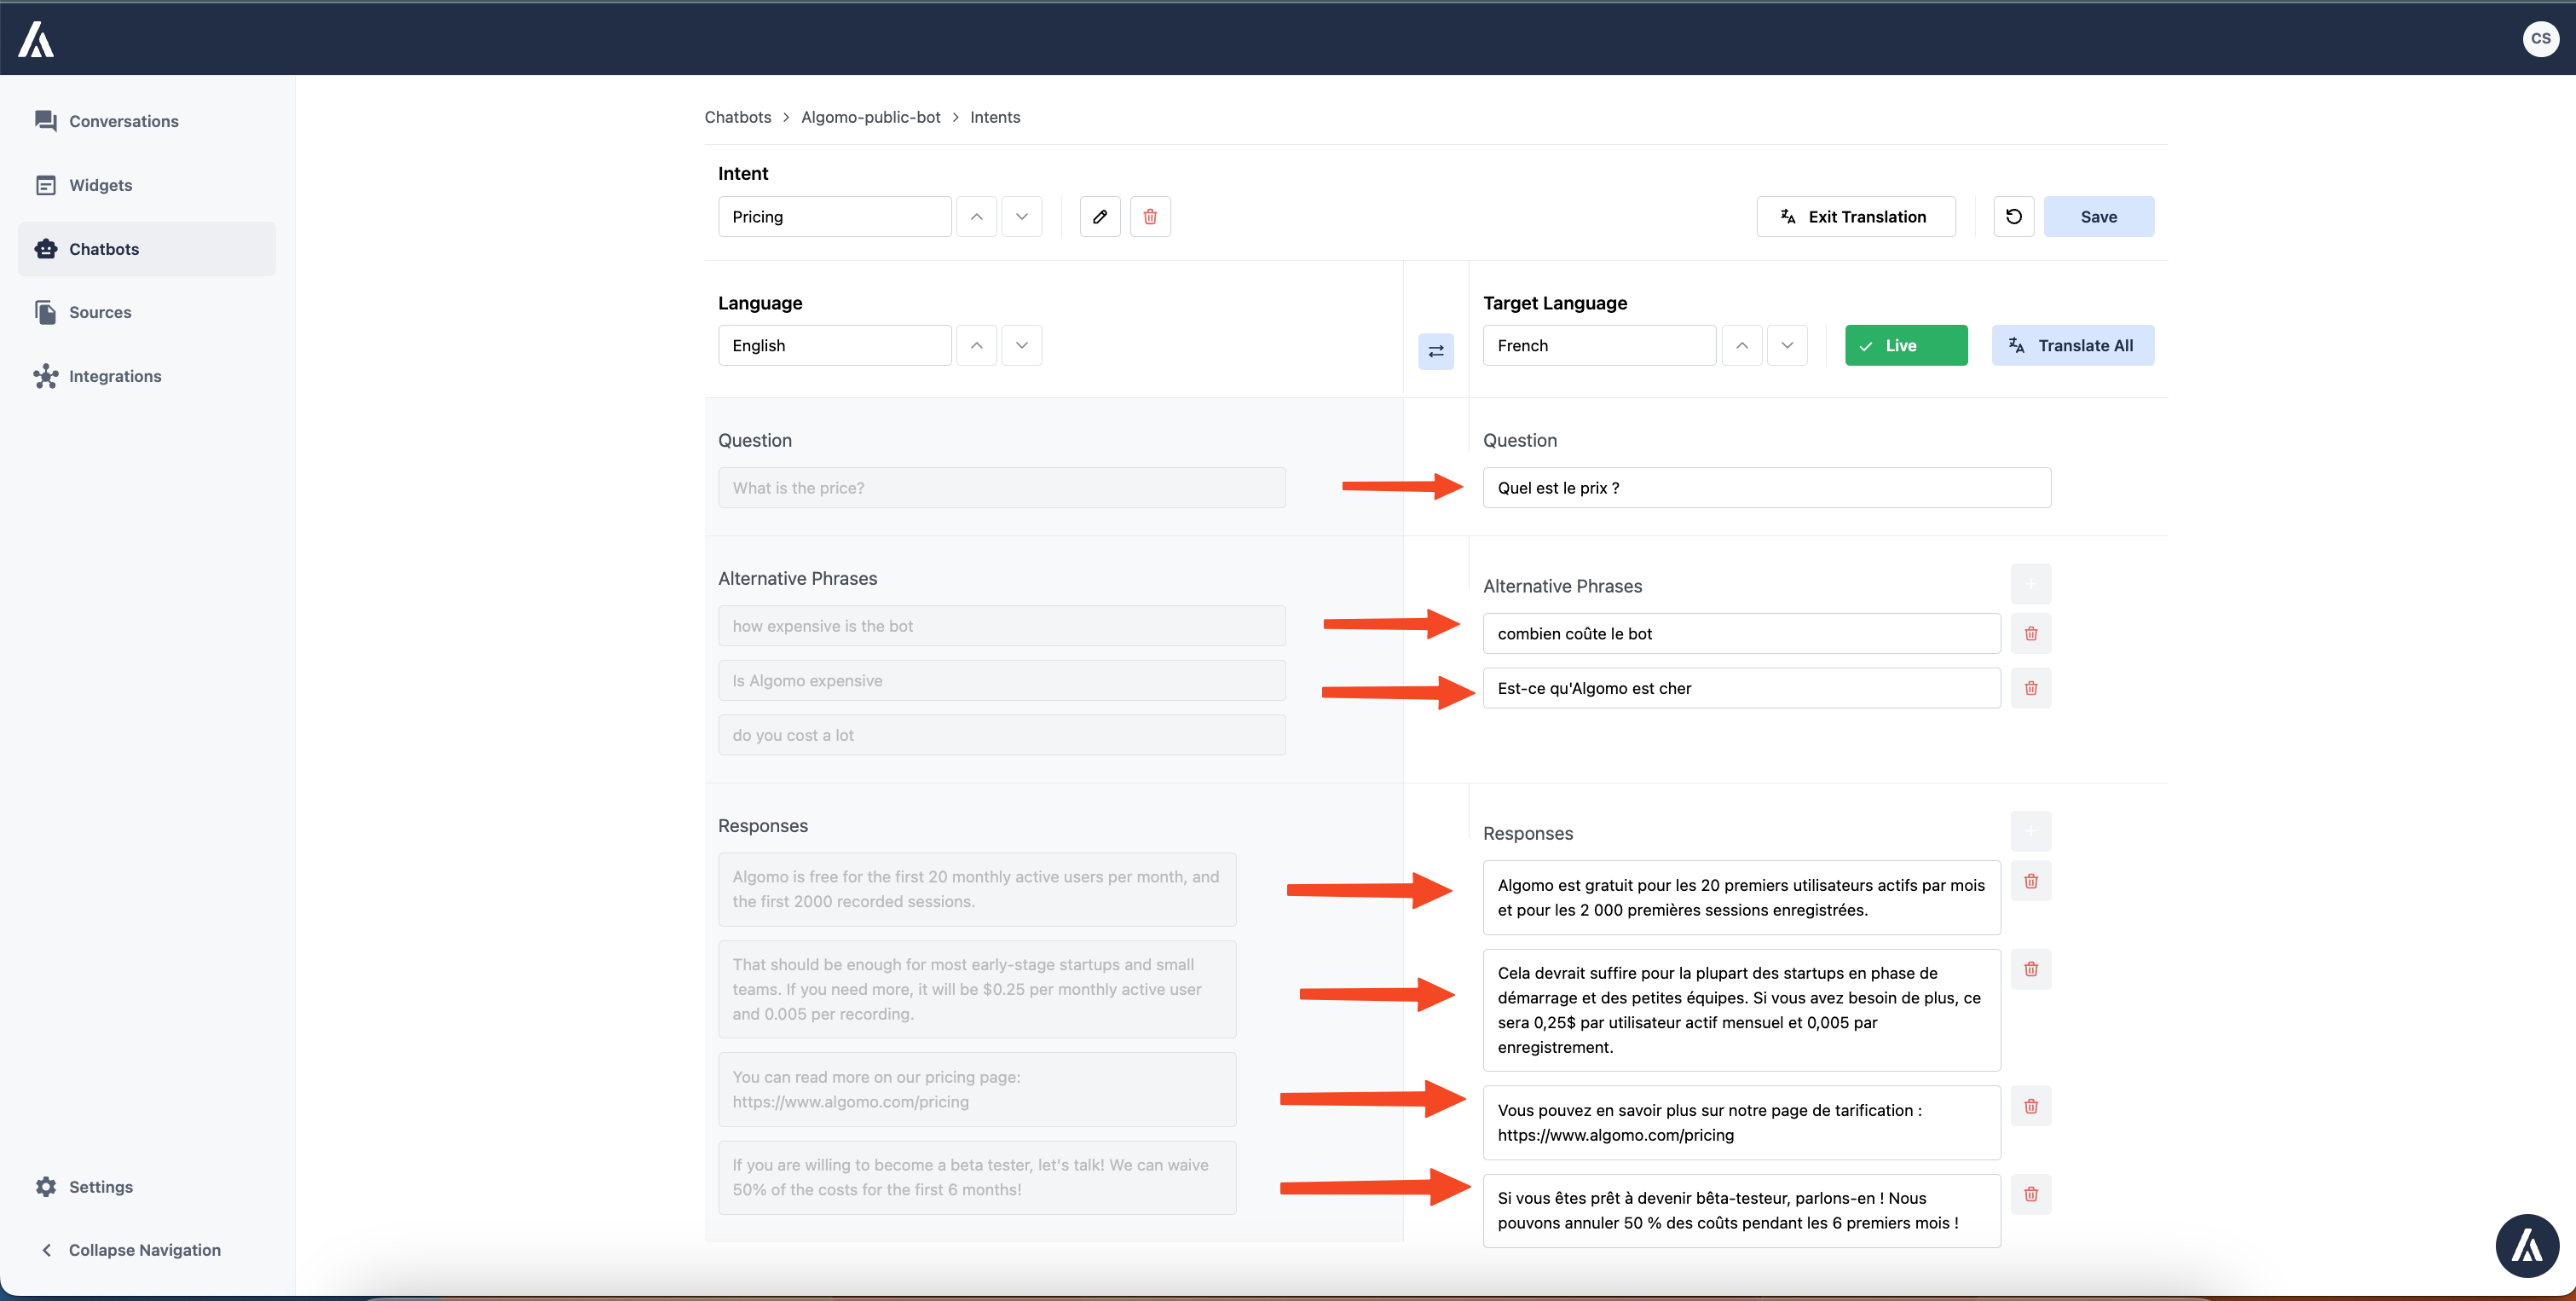 CS
Conversations
Widgets
Chatbots
Sources
Integrations
Settings
Collapse Navigation
Chatbots > Algomo-public-bot > Intents
Intent
Pricing
Exit Translation
Save
Language
English
Target Language
French
Live
Translate All
Question
What is the price?
Question
Quel est le prix ?
Alternative Phrases
how expensive is the bot
Is Algomo expensive
do you cost a lot
Alternative Phrases
combien coûte le bot
Est-ce qu'Algomo est cher
Responses
Algomo is free for the first 20 monthly active users per month, and
the first 2000 recorded sessions.
That should be enough for most early-stage startups and small
teams. If you need more, it will be $0.25 per monthly active user
and 0.005 per recording.
You can read more on our pricing page:
https://www.algomo.com/pricing
If you are willing to become a beta tester, let's talk! We can waive
50% of the costs for the first 6 months!
Responses
Algomo est gratuit pour les 20 premiers utilisateurs actifs par mois
et pour les 2 000 premières sessions enregistrées.
Cela devrait suffire pour la plupart des startups en phase de
démarrage et des petites équipes. Si vous avez besoin de plus, ce
sera 0,25$ par utilisateur actif mensuel et 0,005 par
enregistrement.
Vous pouvez en savoir plus sur notre page de tarification :
https://www.algomo.com/pricing
Si vous êtes prêt à devenir bêta-testeur, parlons-en ! Nous
pouvons annuler 50 % des coûts pendant les 6 premiers mois !